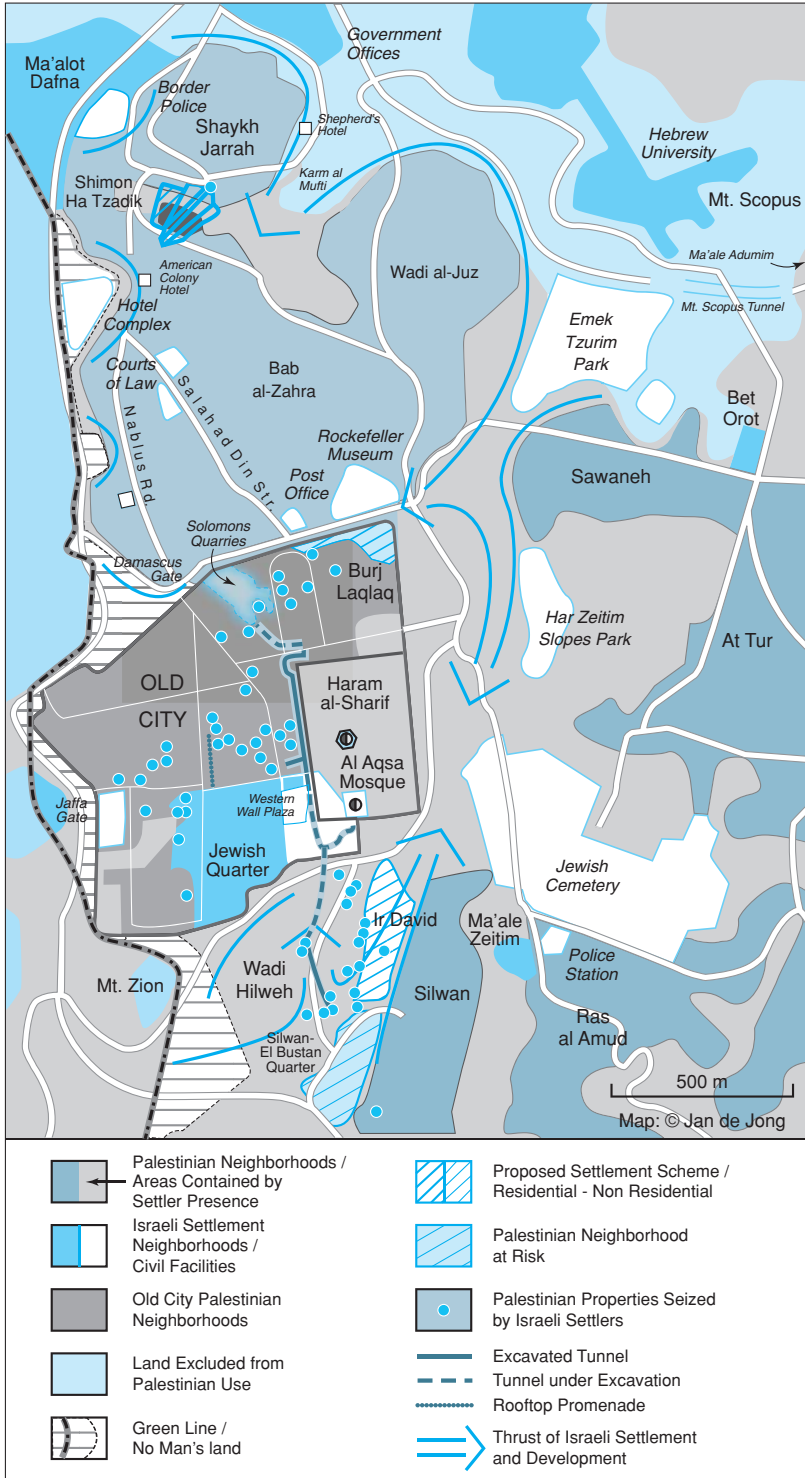 Government
Offices
Ma'alot
Dafna
Border
Police
Shaykh
Jarrah
Shepherd's
Hotel
Hebrew
University
Karm al
Mufti
Shimon
Ha Tzadik
Mt. Scopus
Ma'ale Adumim
American
Colony
Hotel
Wadi al-Juz
Mt. Scopus Tunnel
Hotel
Complex
Emek
Tzurim
Park
Courts
of Law
Bab
al-Zahra
Salahad Din Str.
Nablus Rd.
Bet
Orot
Rockefeller
Museum
Post
Office
Sawaneh
Solomons
Quarries
Damascus
Gate
Burj
Laqlaq
Har Zeitim
Slopes Park
At Tur
OLD
CITY
Haram
al-Sharif
Al Aqsa
Mosque
Jaffa
Gate
Western
Wall Plaza
Jewish
Quarter
Jewish
Cemetery
Ir David
Ma'ale
Zeitim
Police
Station
Mt. Zion
Wadi
Hilweh
Silwan
Silwan-
El Bustan
Quarter
Ras
al Amud
500 m
Map: © Jan de Jong
Palestinian Neighborhoods /
Areas Contained by
Settler Presence
Israeli Settlement
Neighborhoods /
Civil Facilities
Old City Palestinian
Neighborhoods
Land Excluded from
Palestinian Use
Green Line /
No Man's land
Proposed Settlement Scheme /
Residential - Non Residential
Palestinian Neighborhood
at Risk
Palestinian Properties Seized
by Israeli Settlers
Excavated Tunnel
Tunnel under Excavation
Rooftop Promenade
Thrust of Israeli Settlement
and Development